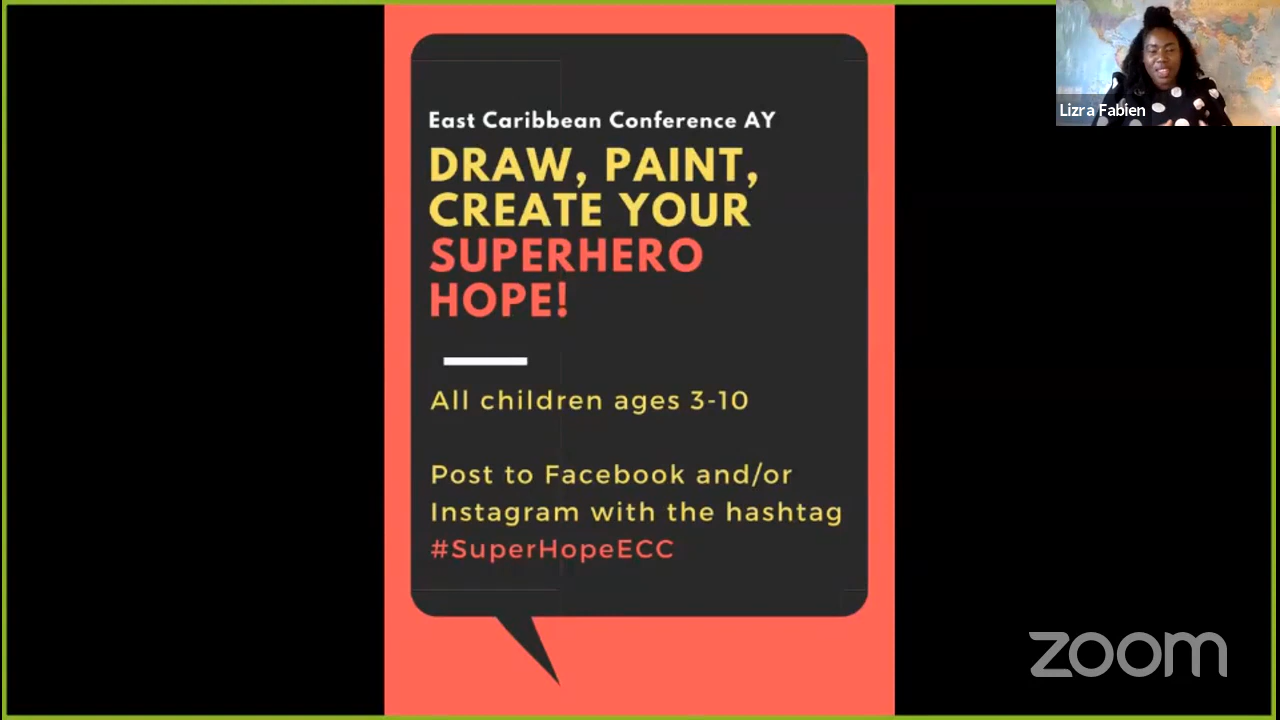 East Caribbean Conference AY
DRAW, PAINT,
CREATE YOUR
SUPERHERO
HOPE!
All children ages 3-10
Post to Facebook and/or
Instagram with the hashtag
#SuperHopeECC
Lizra Fabien
zoom